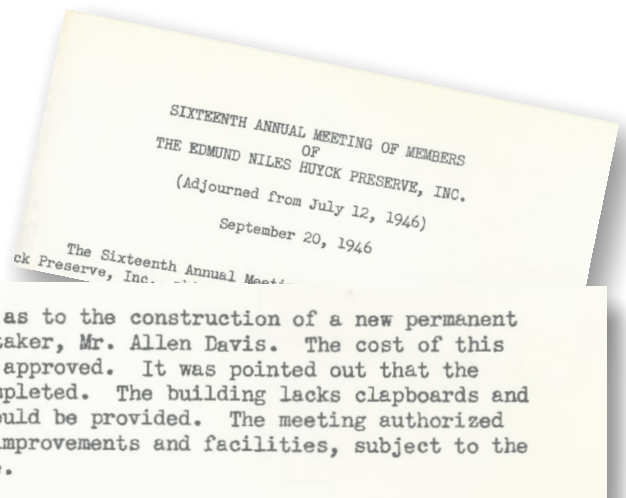 SIXTEENTH ANNUAL MEETING OF MEMBERS
OF
THE EDMUND NILES HUYCK PRESERVE, INC.
(Adjourned from July 12, 1946)
September 20, 1946
The Sixteenth Annual Meeti
ck Preserve, Inc.
as to the construction of a new permanent
taker, Mr. Allen Davis. The cost of this
approved. It was pointed out that the
pleted. The building lacks clapboards and
uld be provided. The meeting authorized
mprovements and facilities, subject to the
.